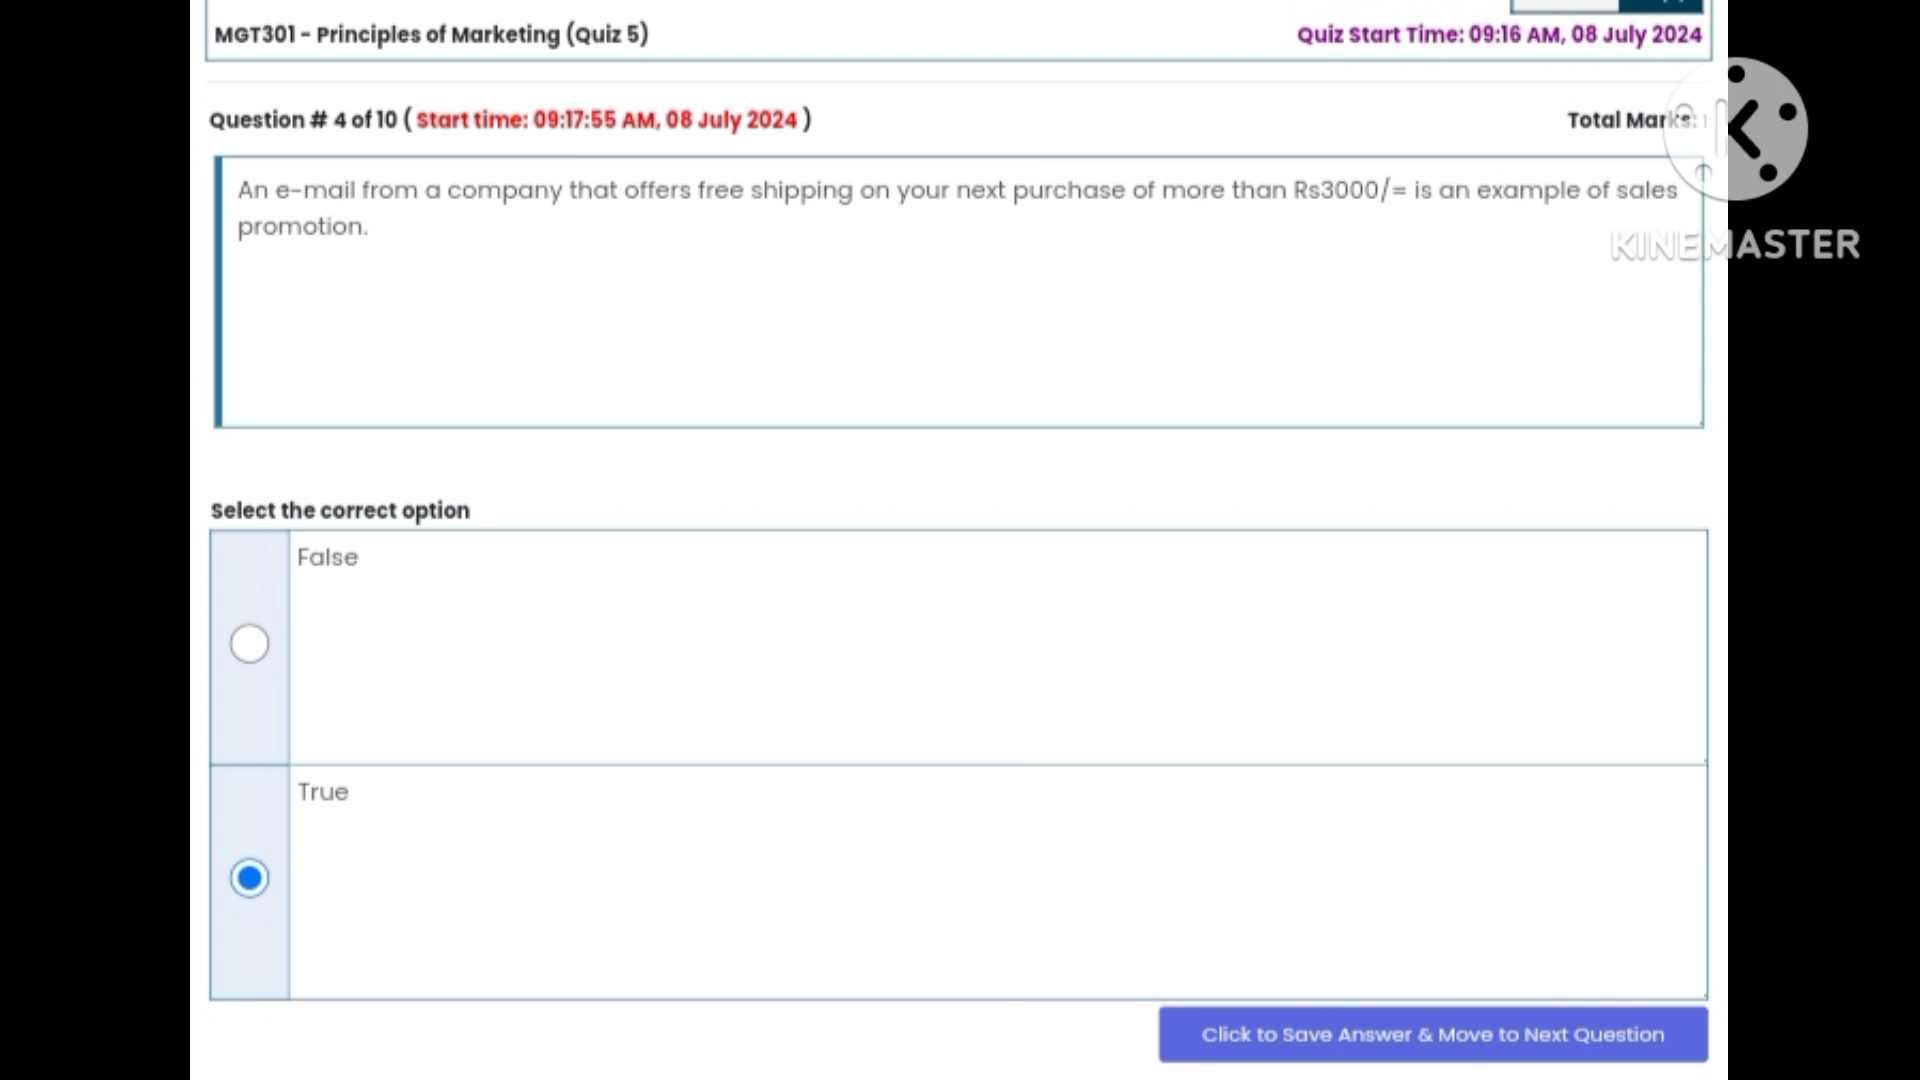 MGT301 - Principles of Marketing (Quiz 5)
Quiz Start Time: 09:16 AM, 08 July 2024
Question # 4 of 10 ( Start time: 09:17:55 AM, 08 July 2024 )
Total Marks:
An e-mail from a company that offers free shipping on your next purchase of more than Rs3000/= is an example of sales
promotion.
KINEMASTER
Select the correct option
False
True
Click to Save Answer & Move to Next Question